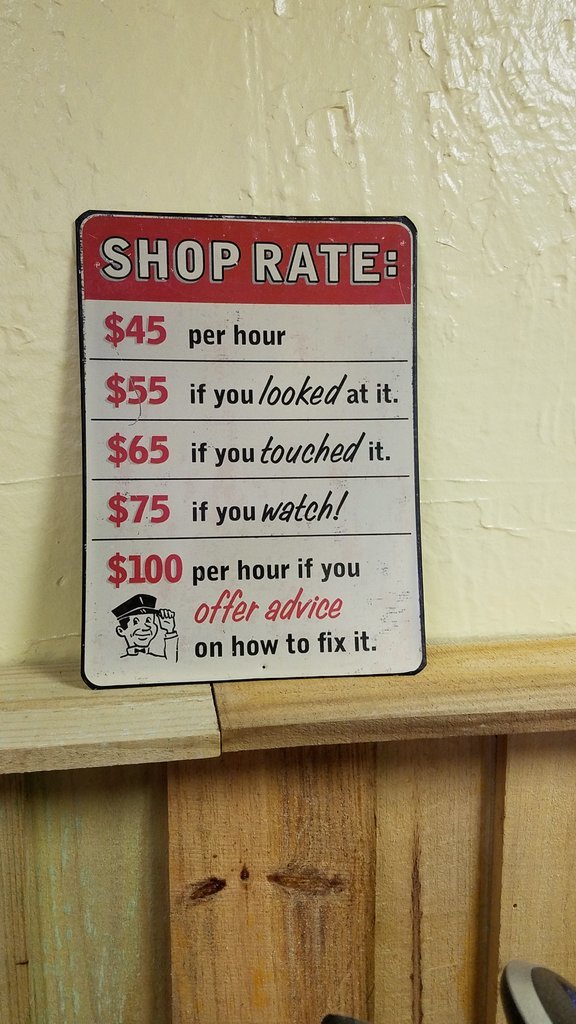 SHOP RATE:
$45 per hour
$55 if you looked at it.
$65 if you touched it.
$75 if you watch!
$100 per hour if you
offer advice
on how to fix it.